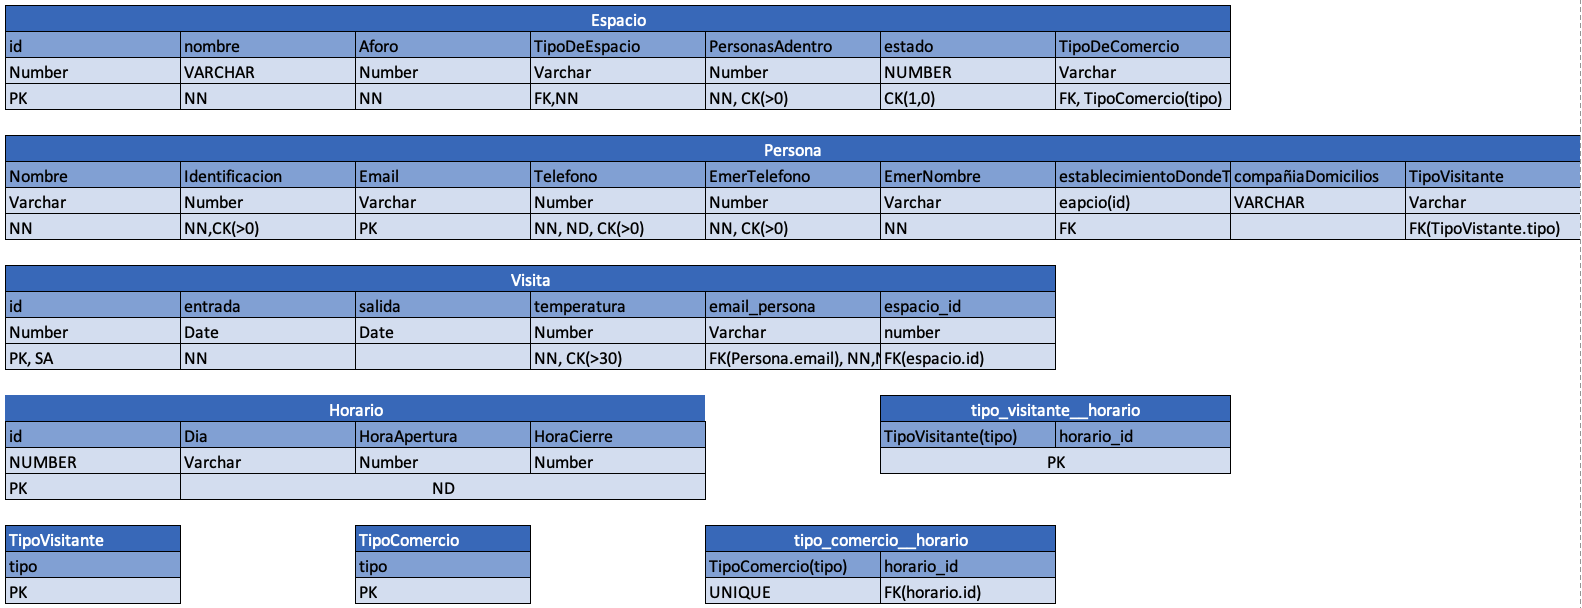 Espacio
id nombre Aforo TipoDeEspacio PersonasAdentro estado TipoDeComercio
Number VARCHAR Number Varchar Number NUMBER Varchar
PK NN NN FK,NN NN, CK(>0) CK(1,0) FK, TipoComercio(tipo)
Persona
Nombre Identificacion Email Telefono EmerTelefono EmerNombre establecimientoDondeT compañiaDomicilios TipoVisitante
Varchar Number Varchar Number Number Varchar eapcio(id) VARCHAR Varchar
NN NN,CK(>0) PK NN, ND, CK(>0) NN, CK(>0) NN FK FK(TipoVistante.tipo)
Visita
id entrada salida temperatura email_persona espacio_id
Number Date Date Number Varchar number
PK, SA NN NN, CK(>30) FK(Persona.email), NN, FK(espacio.id)
Horario
id Dia HoraApertura HoraCierre
NUMBER Varchar Number Number
PK ND
tipo_visitante__horario
TipoVisitante(tipo) horario_id
PK
TipoVisitante
tipo
PK
TipoComercio
tipo
PK
tipo_comercio__horario
TipoComercio(tipo) horario_id
UNIQUE FK(horario.id)